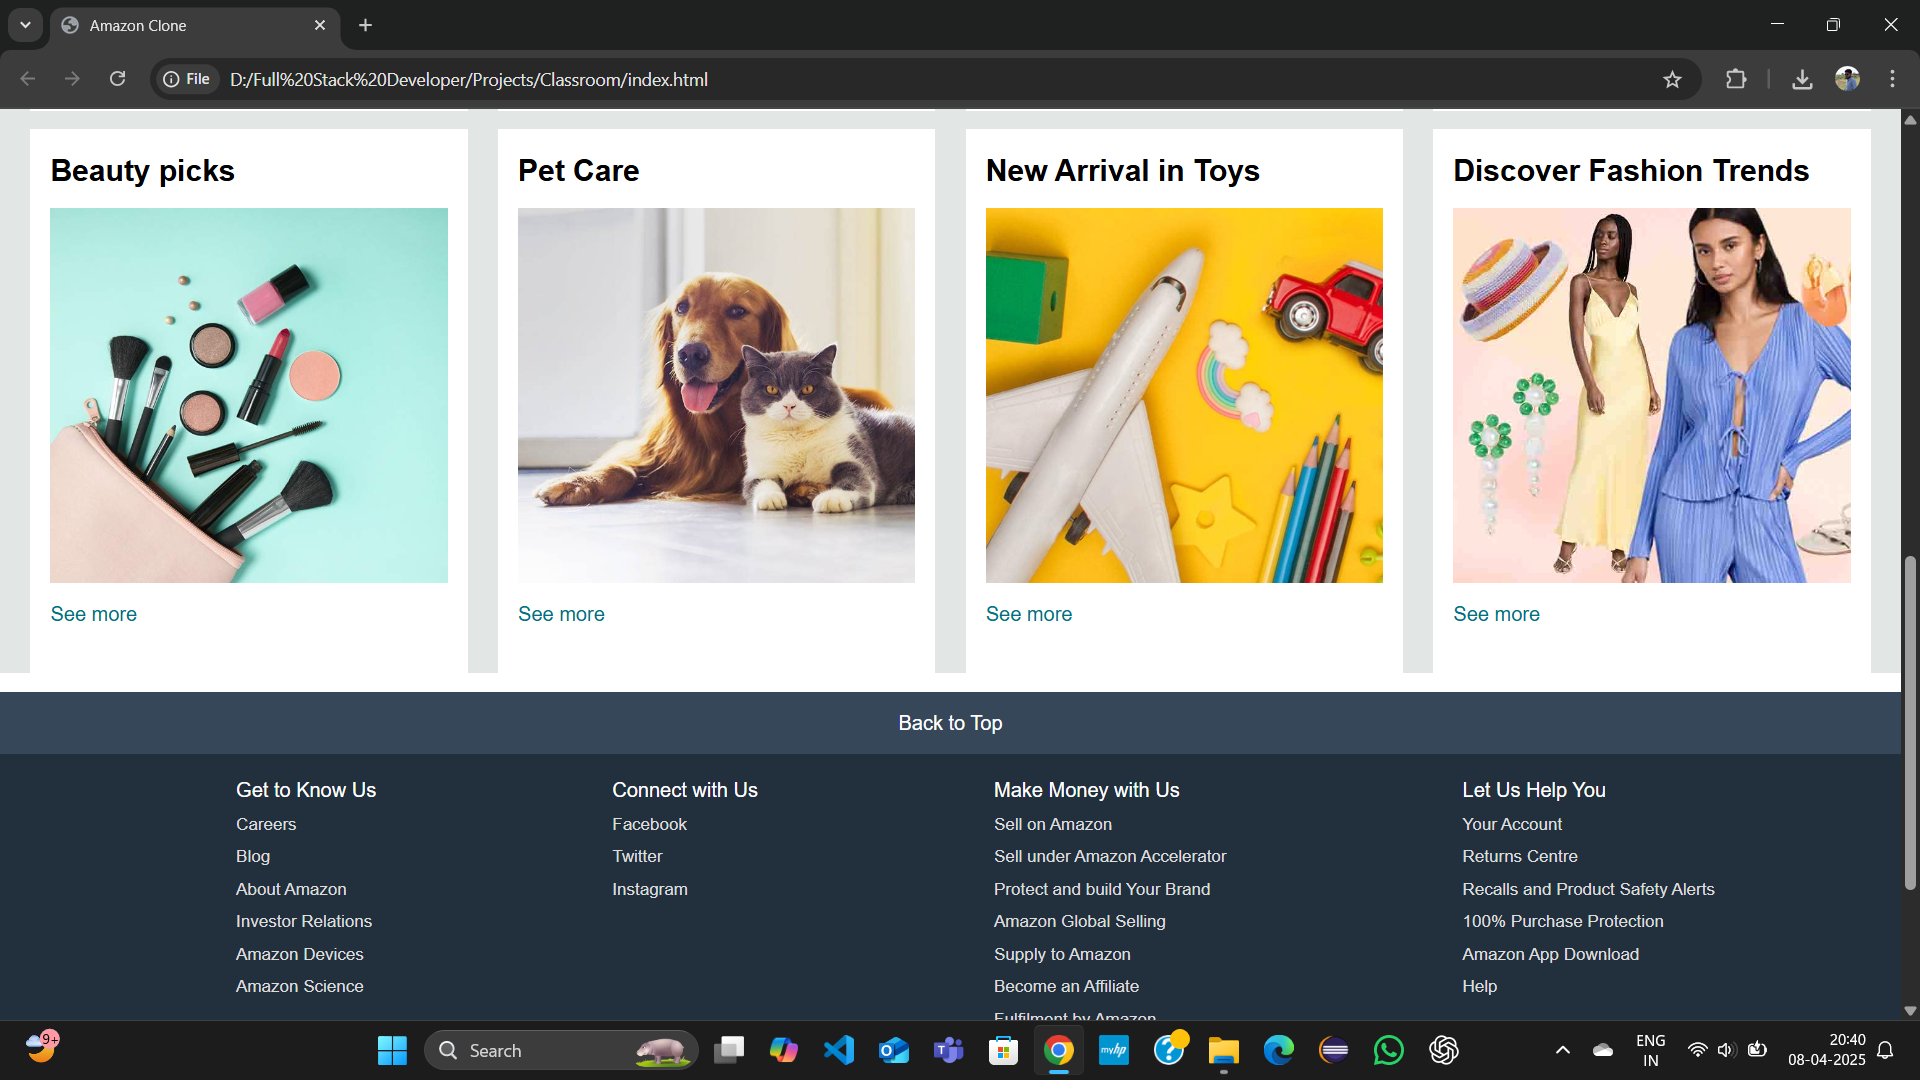 Amazon Clone
File D:/Full%20Stack%20Developer/Projects/Classroom/index.html
Beauty picks Pet Care New Arrival in Toys Discover Fashion Trends
See more See more See more See more
Back to Top
Get to Know Us Connect with Us Make Money with Us Let Us Help You
Careers Facebook Sell on Amazon Your Account
Blog Twitter Sell under Amazon Accelerator Returns Centre
About Amazon Instagram Protect and build Your Brand Recalls and Product Safety Alerts
Investor Relations Amazon Global Selling 100% Purchase Protection
Amazon Devices Supply to Amazon Amazon App Download
Amazon Science Become an Affiliate Help
Fulfilment by Amazon
9+ Search myhp ENG 20:40
IN 08-04-2025